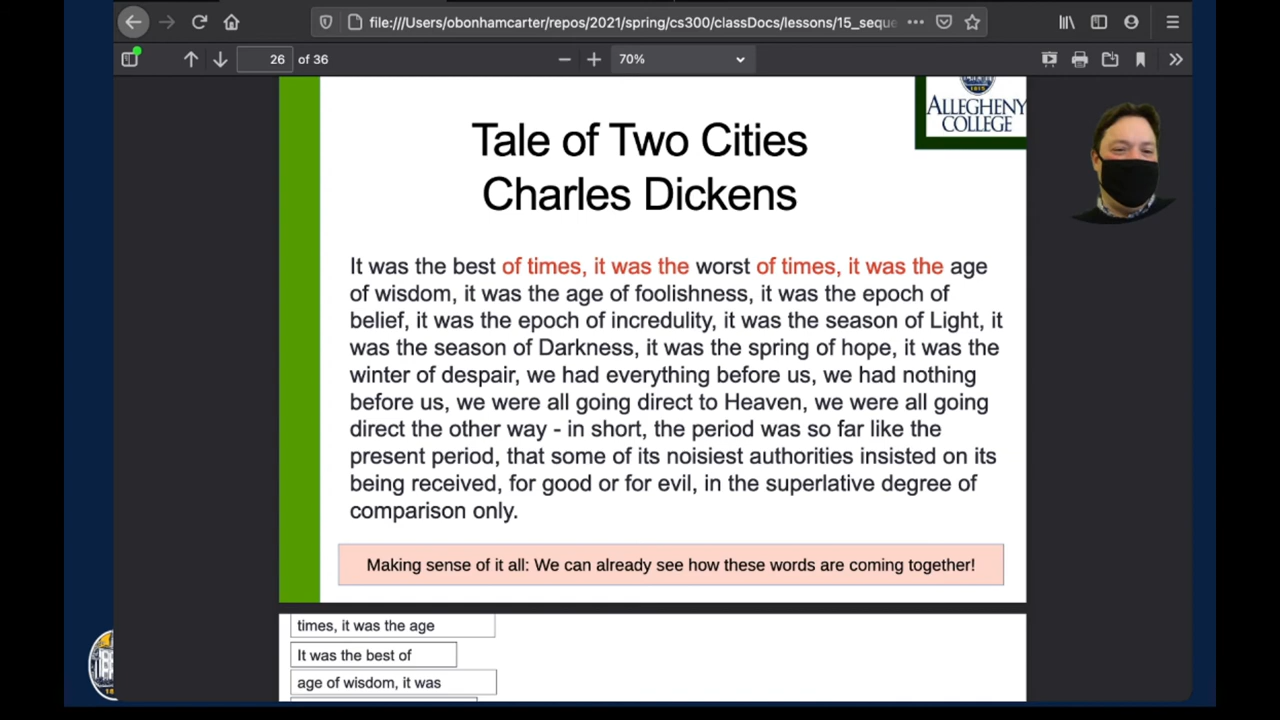 file:///Users/obonhamcarter/repos/2021/spring/cs300/classDocs/lessons/15_seque
26 of 36
70%
1815
ALLEGHENY
COLLEGE
Tale of Two Cities
Charles Dickens
It was the best of times, it was the worst of times, it was the age
of wisdom, it was the age of foolishness, it was the epoch of
belief, it was the epoch of incredulity, it was the season of Light, it
was the season of Darkness, it was the spring of hope, it was the
winter of despair, we had everything before us, we had nothing
before us, we were all going direct to Heaven, we were all going
direct the other way - in short, the period was so far like the
present period, that some of its noisiest authorities insisted on its
being received, for good or for evil, in the superlative degree of
comparison only.
Making sense of it all: We can already see how these words are coming together!
times, it was the age
It was the best of
age of wisdom, it was